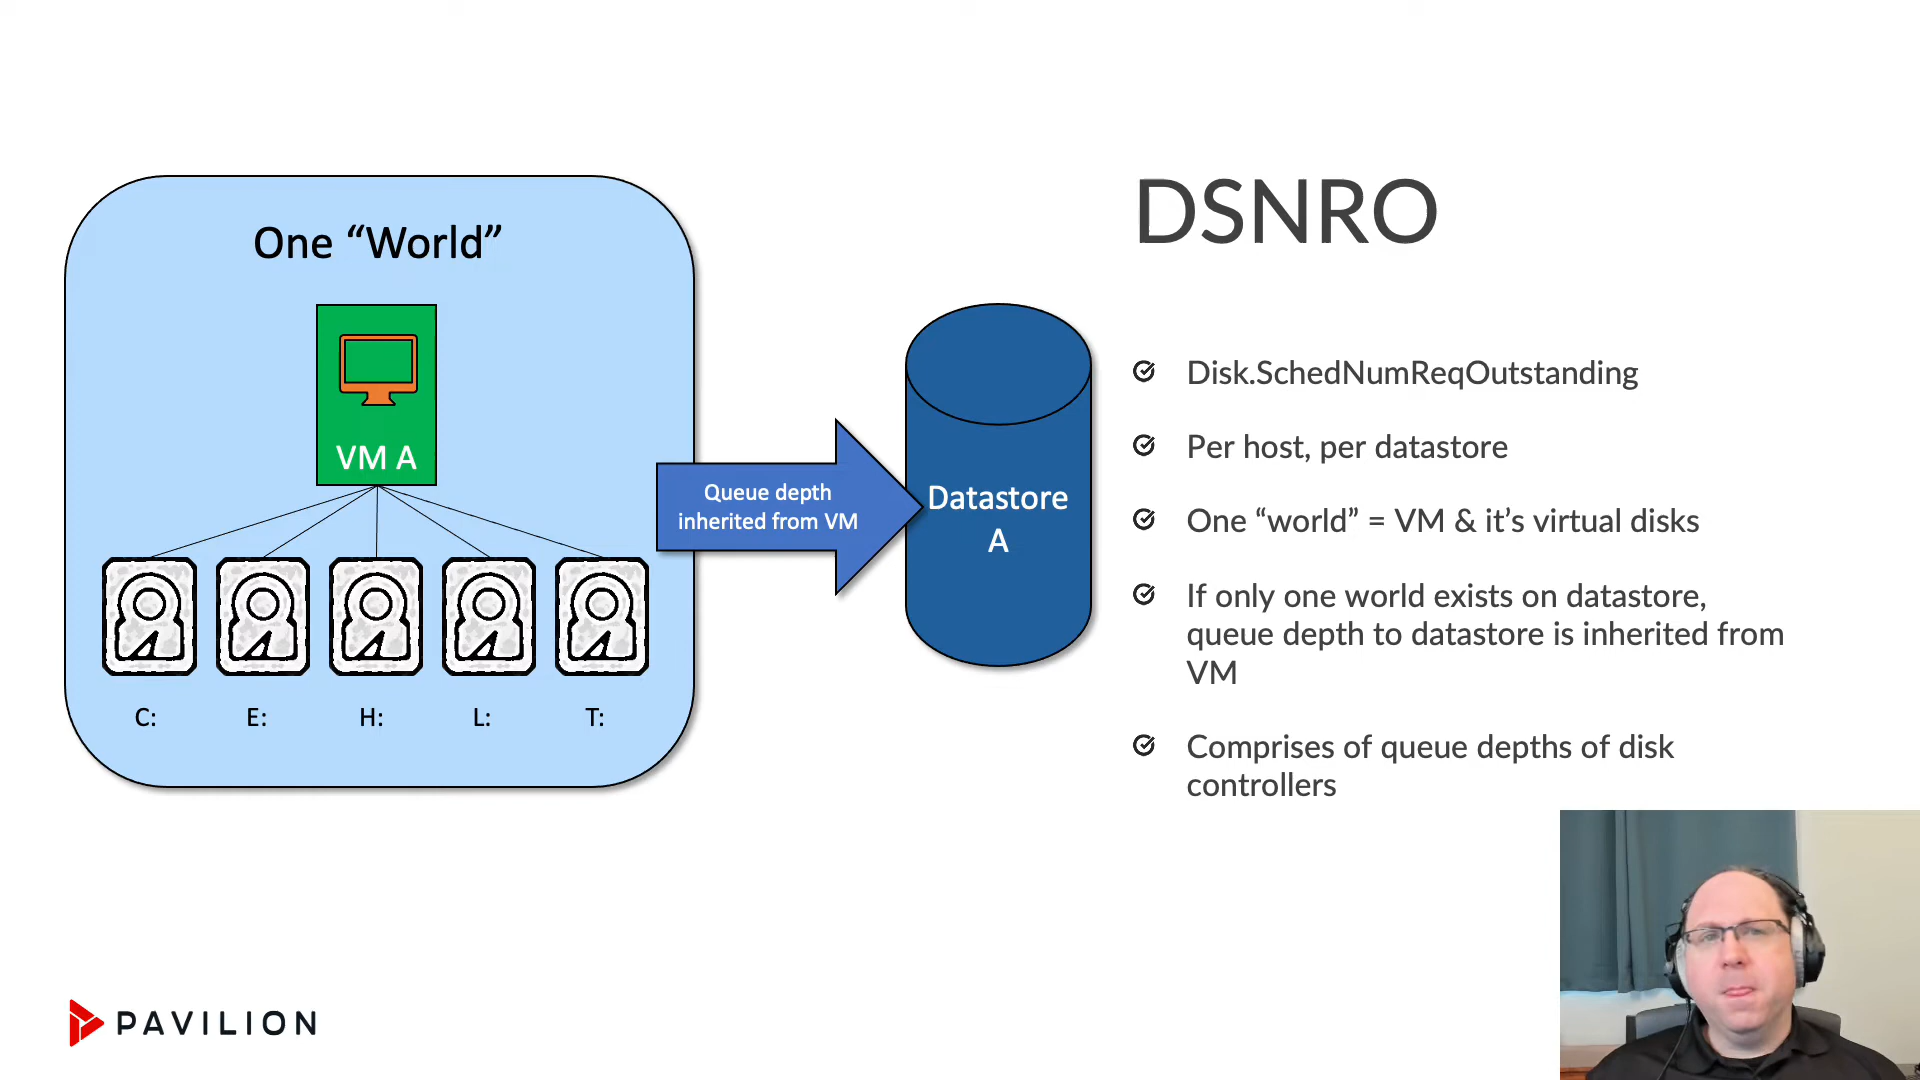 One “World”
VM A
C: E: H: L: T:
Queue depth
inherited from VM
Datastore
A
DSNRO
Disk.SchedNumReqOutstanding
Per host, per datastore
One “world” = VM & it’s virtual disks
If only one world exists on datastore,
queue depth to datastore is inherited from
VM
Comprises of queue depths of disk
controllers
PAVILION